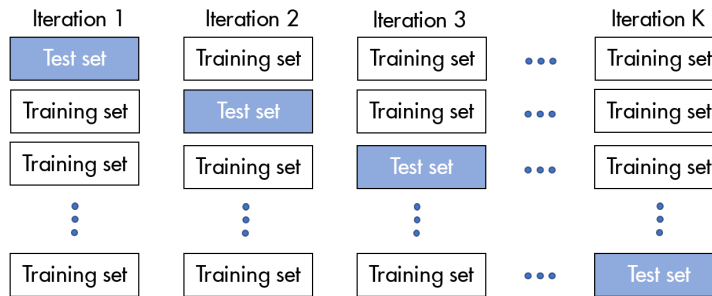 Iteration 1 Iteration 2 Iteration 3 Iteration K
Test set Training set Training set Training set
Training set Test set Training set Training set
Training set Training set Test set Training set
Training set Training set Training set Test set